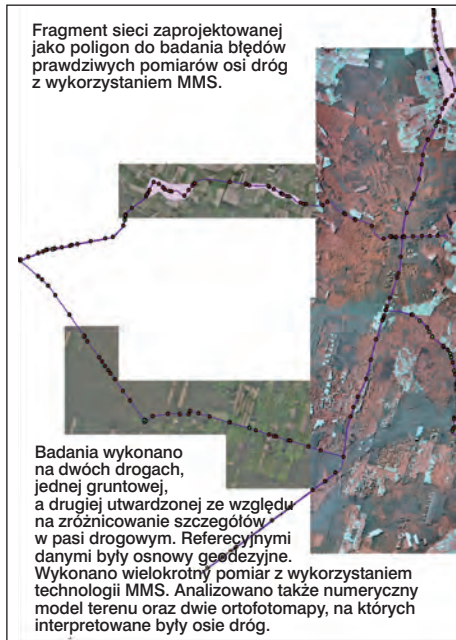 Fragment sieci zaprojektowanej
jako poligon do badania błędów
prawdziwych pomiarów osi dróg
z wykorzystaniem MMS.
Badania wykonano
na dwóch drogach,
jednej gruntowej,
a drugiej utwardzonej ze względu
na zróżnicowanie szczegółów
w pasi drogowym. Referecyjnymi
danymi były osnowy geodezyjne.
Wykonano wielokrotny pomiar z wykorzystaniem
technologii MMS. Analizowano także numeryczny
model terenu oraz dwie ortofotomapy, na których
interpretowane były osie dróg.